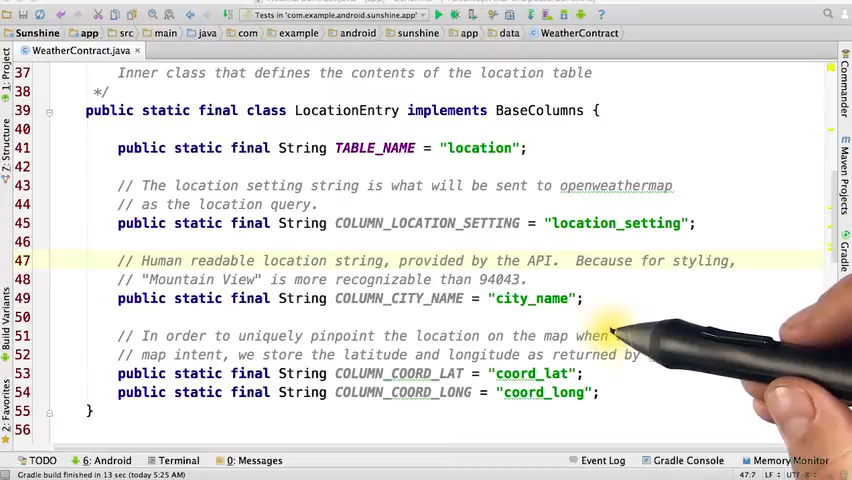 Tests in 'com.example.android.sunshine.app'
Sunshine app src main java com example android sunshine app data WeatherContract
WeatherContract.java
1: Project
7: Structure
Build Variants
2: Favorites
Commander
Maven Projects
Gradle
37 Inner class that defines the contents of the location table
38 */
39 public static final class LocationEntry implements BaseColumns {
40
41 public static final String TABLE_NAME = "location";
42
43 // The location setting string is what will be sent to openweathermap
44 // as the location query.
45 public static final String COLUMN_LOCATION_SETTING = "location_setting";
46
47 // Human readable location string, provided by the API.  Because for styling,
48 // "Mountain View" is more recognizable than 94043.
49 public static final String COLUMN_CITY_NAME = "city_name";
50
51 // In order to uniquely pinpoint the location on the map when
52 // map intent, we store the latitude and longitude as returned by
53 public static final String COLUMN_COORD_LAT = "coord_lat";
54 public static final String COLUMN_COORD_LONG = "coord_long";
55 }
56
TODO 6: Android Terminal 0: Messages Event Log Gradle Console Memory Monitor
Gradle build finished in 13 sec (today 5:25 AM) 47:7 LF UTF-8